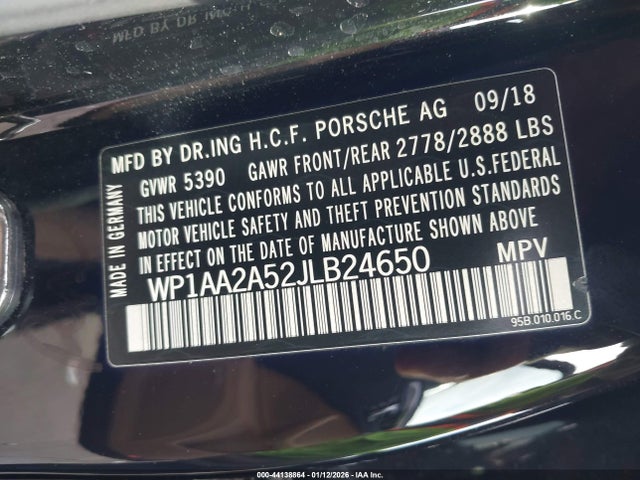 MFD BY DR.ING H.C.F. PORSCHE AG 09/18
GVWR 5390 GAWR FRONT/REAR 2778/2888 LBS
THIS VEHICLE CONFORMS TO ALL APPLICABLE U.S.FEDERAL
MOTOR VEHICLE SAFETY AND THEFT PREVENTION STANDARDS
IN EFFECT ON THE DATE OF MANUFACTURE SHOWN ABOVE
WP1AA2A52JLB24650 MPV
95B.010.016.C
MADE IN GERMANY
000-44138864 - 01/12/2026 - IAA Inc.